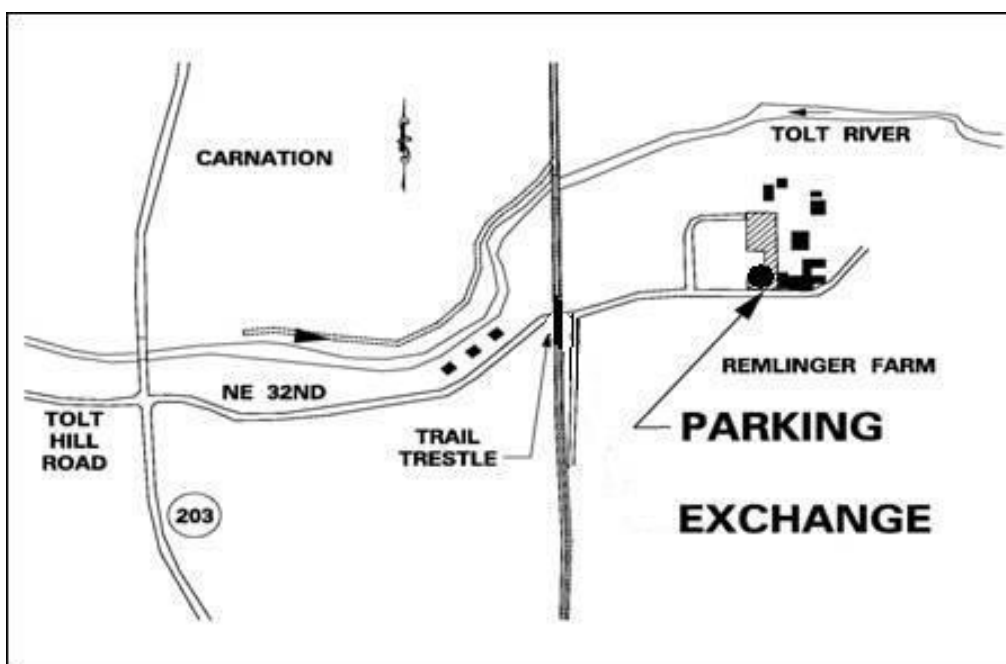 CARNATION
TOLT RIVER
NE 32ND
TOLT
HILL
ROAD
203
TRAIL
TRESTLE
REMLINGER FARM
PARKING
EXCHANGE